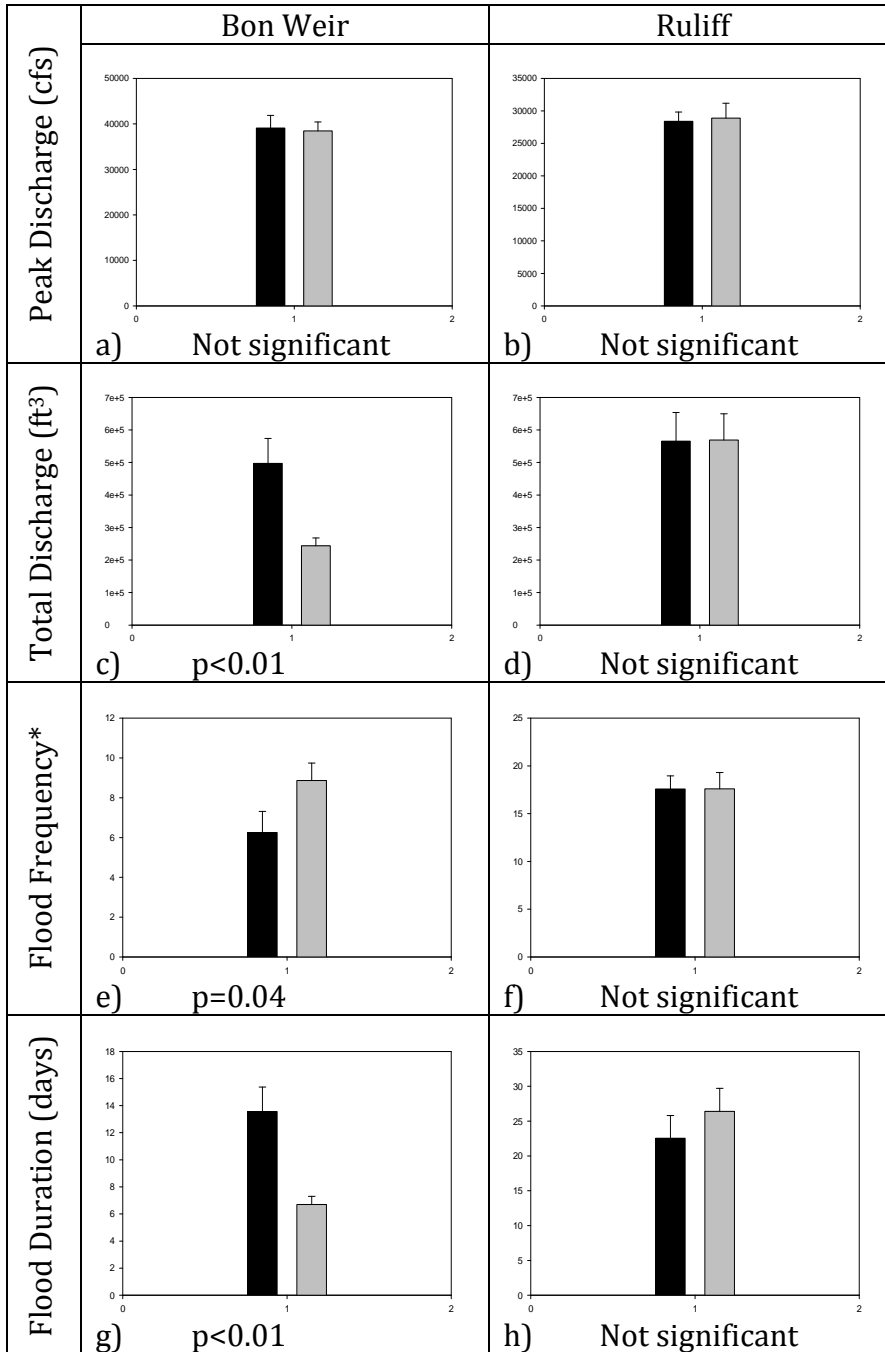 Bon Weir
Ruliff
Peak Discharge (cfs)
50000
40000
30000
20000
10000
0
0
1
2
a) Not significant
35000
30000
25000
20000
15000
10000
5000
0
0
1
2
b) Not significant
Total Discharge (ft³)
7e+5
6e+5
5e+5
4e+5
3e+5
2e+5
1e+5
0
0
1
2
c) p<0.01
7e+5
6e+5
5e+5
4e+5
3e+5
2e+5
1e+5
0
0
1
2
d) Not significant
Flood Frequency*
12
10
8
6
4
2
0
0
1
2
e) p=0.04
25
20
15
10
5
0
0
1
2
f) Not significant
Flood Duration (days)
18
16
14
12
10
8
6
4
2
0
0
1
2
g) p<0.01
35
30
25
20
15
10
5
0
0
1
2
h) Not significant